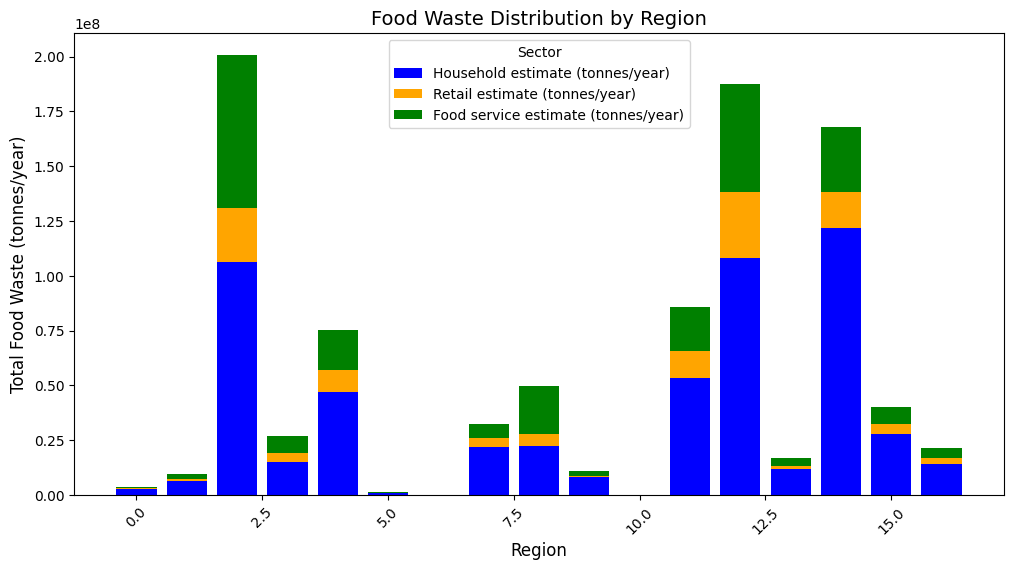 Food Waste Distribution by Region
1e8
Sector
Household estimate (tonnes/year)
Retail estimate (tonnes/year)
Food service estimate (tonnes/year)
Total Food Waste (tonnes/year)
2.00
1.75
1.50
1.25
1.00
0.75
0.50
0.25
0.00
0.0
2.5
5.0
7.5
10.0
12.5
15.0
Region